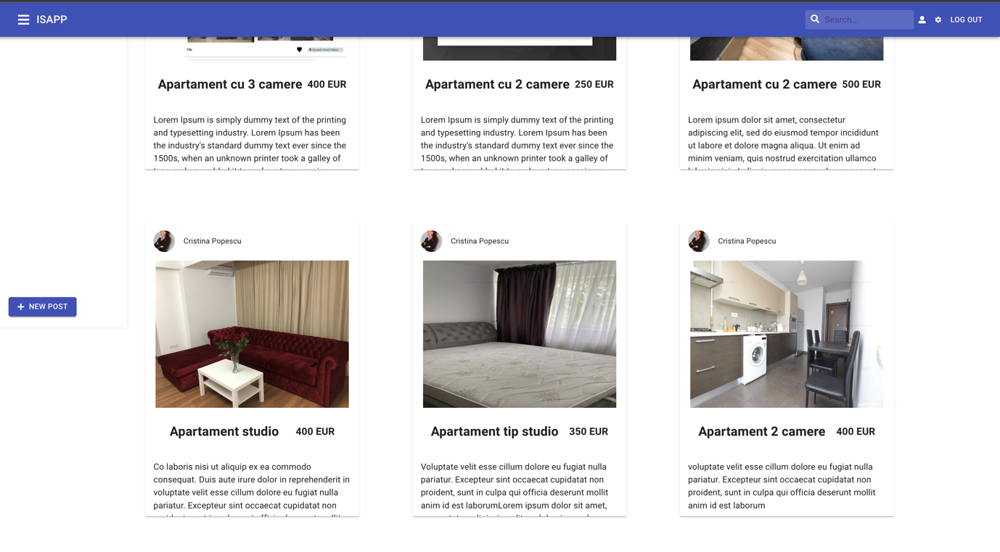 ISAPP
Search...
LOG OUT
Titlu
Apartament cu 3 camere 400 EUR
Lorem Ipsum is simply dummy text of the printing
and typesetting industry. Lorem Ipsum has been
the industry's standard dummy text ever since the
1500s, when an unknown printer took a galley of
Apartament cu 2 camere 250 EUR
Lorem Ipsum is simply dummy text of the printing
and typesetting industry. Lorem Ipsum has been
the industry's standard dummy text ever since the
1500s, when an unknown printer took a galley of
Apartament cu 2 camere 500 EUR
Lorem ipsum dolor sit amet, consectetur
adipiscing elit, sed do eiusmod tempor incididunt
ut labore et dolore magna aliqua. Ut enim ad
minim veniam, quis nostrud exercitation ullamco
NEW POST
Cristina Popescu
Apartament studio 400 EUR
Co laboris nisi ut aliquip ex ea commodo
consequat. Duis aute irure dolor in reprehenderit in
voluptate velit esse cillum dolore eu fugiat nulla
pariatur. Excepteur sint occaecat cupidatat non
Cristina Popescu
Apartament tip studio 350 EUR
Voluptate velit esse cillum dolore eu fugiat nulla
pariatur. Excepteur sint occaecat cupidatat non
proident, sunt in culpa qui officia deserunt mollit
anim id est laborumLorem ipsum dolor sit amet,
Cristina Popescu
Apartament 2 camere 400 EUR
voluptate velit esse cillum dolore eu fugiat nulla
pariatur. Excepteur sint occaecat cupidatat non
proident, sunt in culpa qui officia deserunt mollit
anim id est laborum